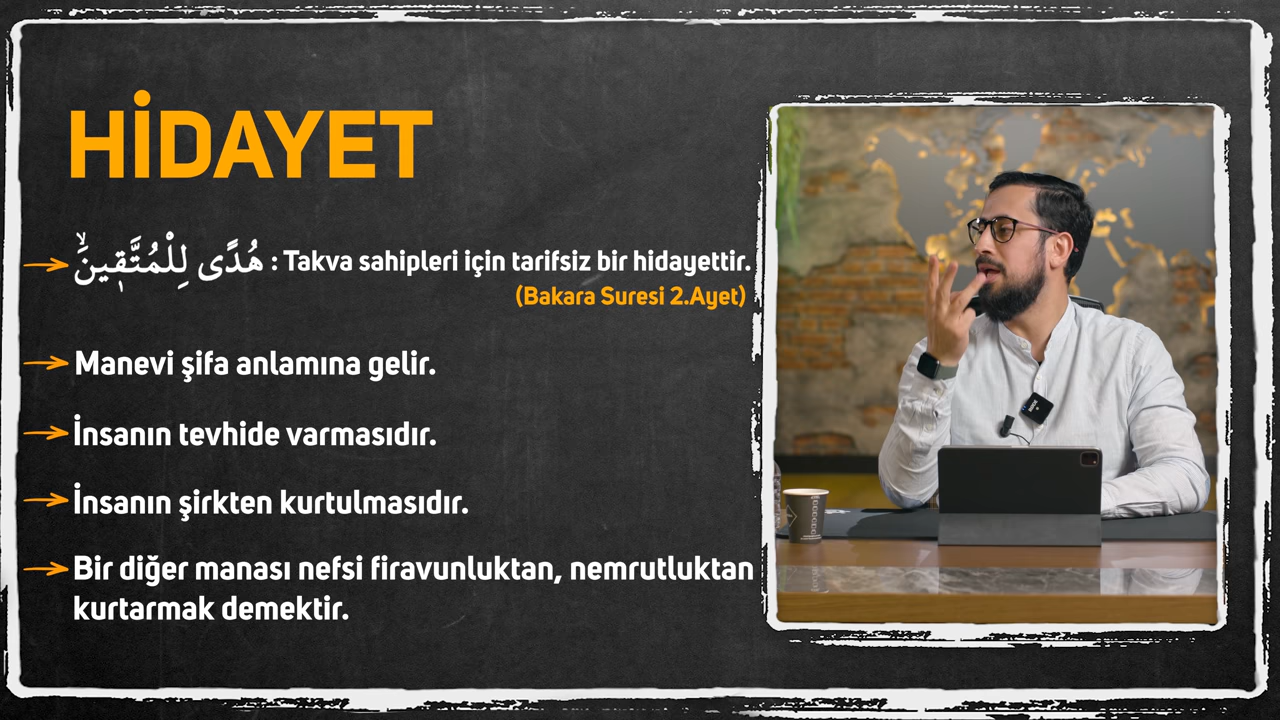 HİDAYET
هُدًى لِلْمُتَّق۪ينَۙ : Takva sahipleri için tarifsiz bir hidayettir.
(Bakara Suresi 2.Ayet)
Manevi şifa anlamına gelir.
İnsanın tevhide varmasıdır.
İnsanın şirkten kurtulmasıdır.
Bir diğer manası nefsi firavunluktan, nemrutluktan
kurtarmak demektir.